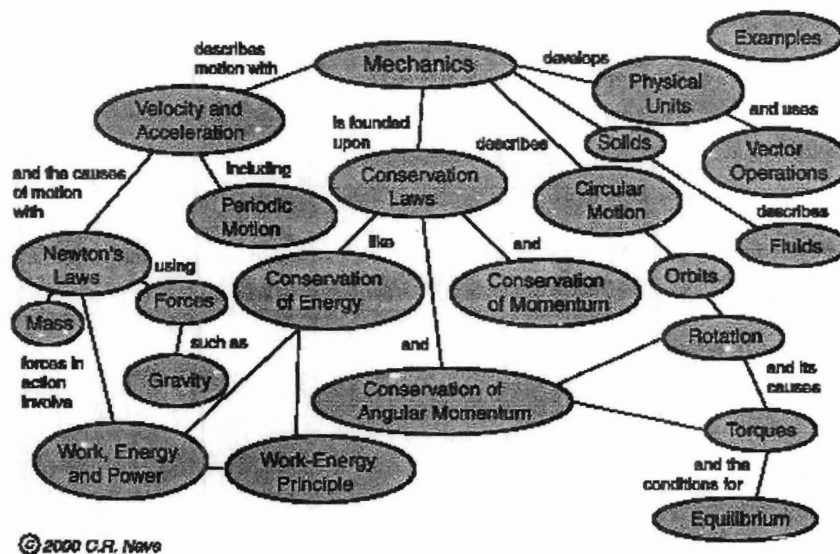 describes
motion with
Mechanics
develops
Examples
Velocity and
Acceleration
Physical
Units
Is founded
upon
describes
Solids
and uses
Vector
Operations
and the causes
of motion
with
including
Periodic
Motion
Conservation
Laws
Circular
Motion
describes
Fluids
Newton's
Laws
using
Forces
like
and
Conservation
of Energy
Conservation
of Momentum
Orbits
Mass
such as
Gravity
forces in
action
involve
and
Rotation
and its
causes
Conservation of
Angular Momentum
Torques
Work, Energy
and Power
Work-Energy
Principle
and the
conditions for
Equilibrium
© 2000 C.R. Nave